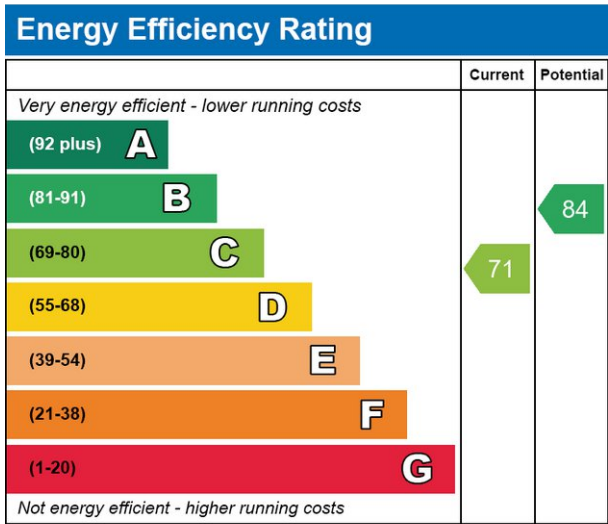 Energy Efficiency Rating
Current Potential
Very energy efficient - lower running costs
(92 plus) A
(81-91) B
84
(69-80) C
71
(55-68) D
(39-54) E
(21-38) F
(1-20) G
Not energy efficient - higher running costs